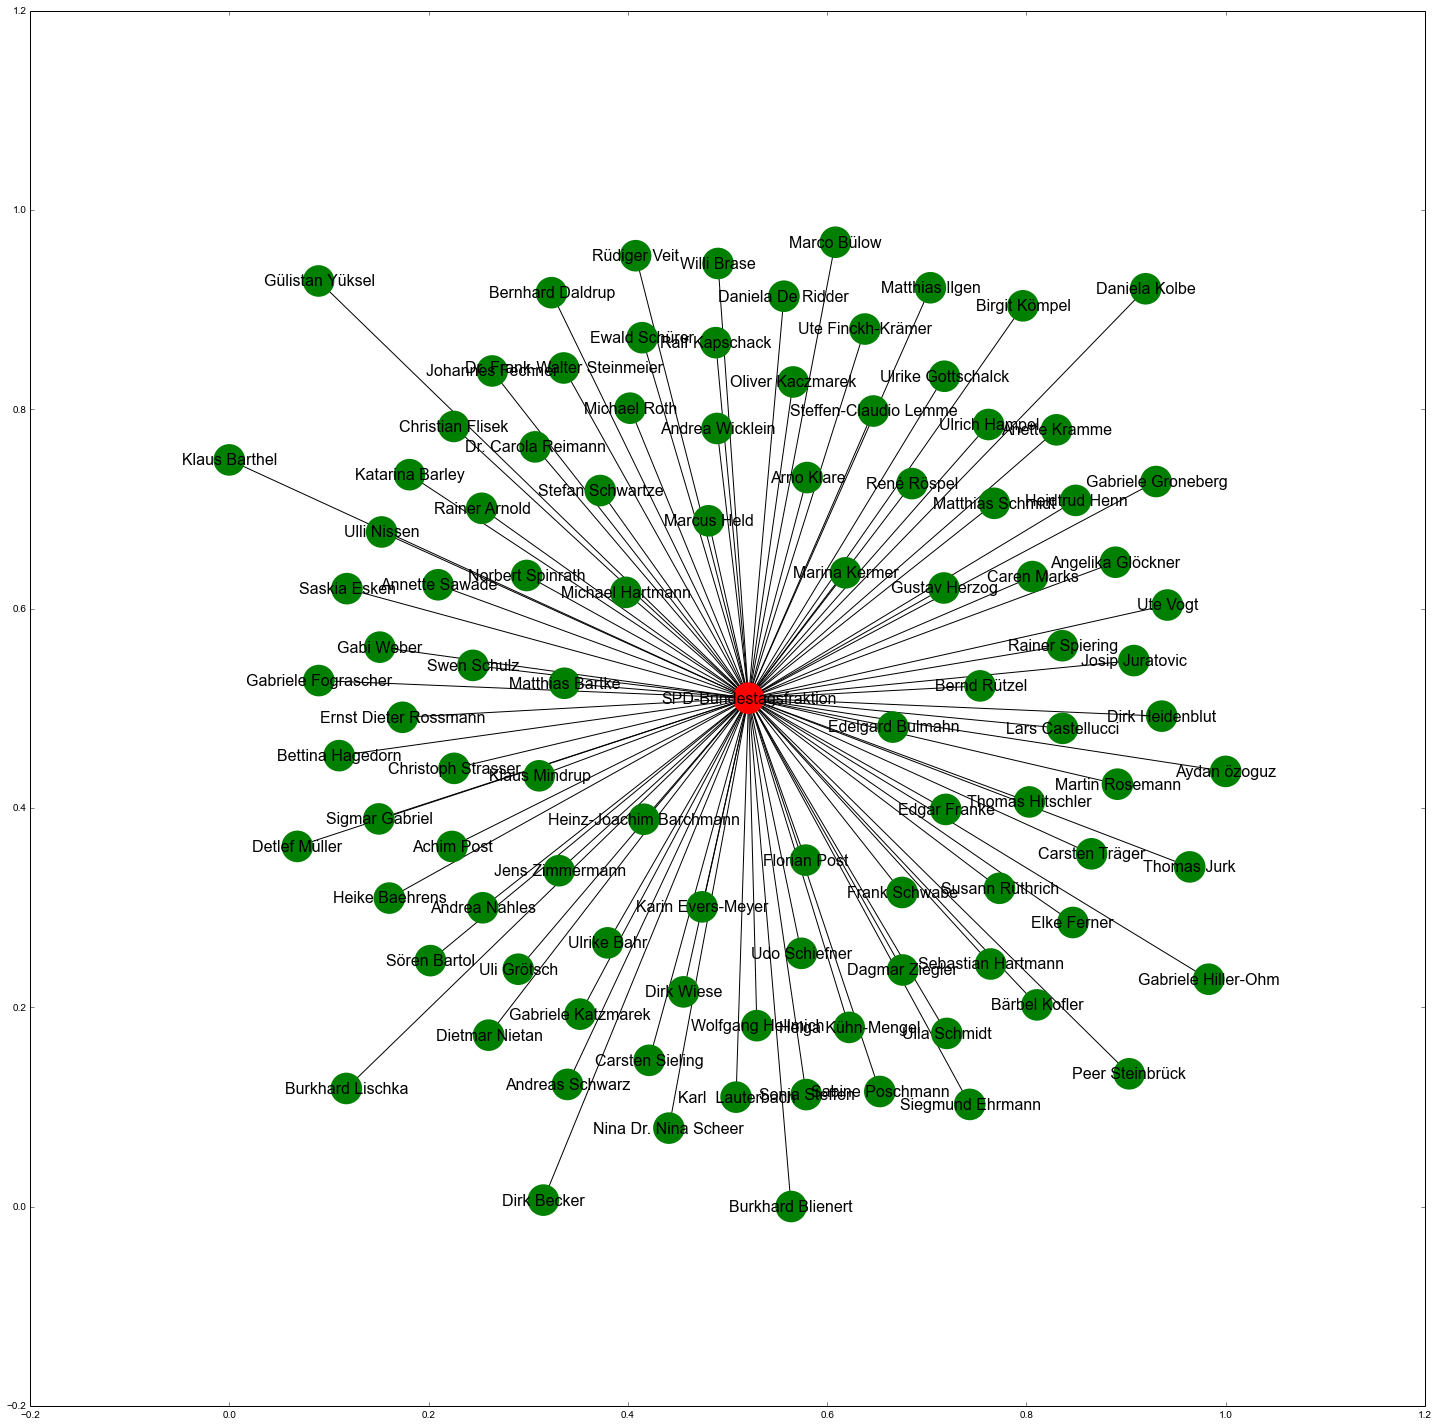 1.2
1.0
0.8
0.6
0.4
0.2
0.0
−0.2
Marco Bülow
Rüdiger Veit
Willi Brase
Gülistan Yüksel
Bernhard Daldrup
Daniela De Ridder
Matthias Ilgen
Daniela Kolbe
Birgit Kömpel
Ute Finckh-Krämer
Ewald Schürer
Ralf Kapschack
Dr. Frank-Walter Steinmeier
Johannes Fechner
Oliver Kaczmarek
Ulrike Gottschalck
Michael Roth
Steffen-Claudio Lemme
Christian Flisek
Andrea Wicklein
Ulrich Hampel
Anette Kramme
Dr. Carola Reimann
Klaus Barthel
Katarina Barley
Arno Klare
René Röspel
Gabriele Groneberg
Stefan Schwartze
Rainer Arnold
Matthias Schmidt
Heidtrud Henn
Marcus Held
Ulli Nissen
Angelika Glöckner
Norbert Spinrath
Marina Kermer
Caren Marks
Saskia Esken
Annette Sawade
Michael Hartmann
Gustav Herzog
Ute Vogt
Gabi Weber
Rainer Spiering
Swen Schulz
Josip Juratovic
Gabriele Fograscher
Matthias Bartke
Bernd Rützel
SPD-Bundestagsfraktion
Ernst Dieter Rossmann
Dirk Heidenblut
Edelgard Bulmahn
Lars Castellucci
Bettina Hagedorn
Christoph Strasser
Klaus Mindrup
Aydan özoguz
Martin Rosemann
Thomas Hitschler
Edgar Franke
Sigmar Gabriel
Heinz-Joachim Barchmann
Detlef Müller
Achim Post
Carsten Träger
Florian Post
Thomas Jurk
Jens Zimmermann
Heike Baehrens
Andrea Nahles
Karin Evers-Meyer
Frank Schwabe
Susann Rüthrich
Elke Ferner
Ulrike Bahr
Udo Schiefner
Sören Bartol
Uli Grötsch
Dagmar Ziegler
Sebastian Hartmann
Gabriele Hiller-Ohm
Dirk Wiese
Bärbel Kofler
Gabriele Katzmarek
Wolfgang Hellmich
Helga Kühn-Mengel
Ulla Schmidt
Dietmar Nietan
Carsten Sieling
Peer Steinbrück
Burkhard Lischka
Andreas Schwarz
Karl Lauterbach
Sonja Steffen
Sabine Poschmann
Siegmund Ehrmann
Nina Dr. Nina Scheer
Dirk Becker
Burkhard Blienert
−0.2 0.0 0.2 0.4 0.6 0.8 1.0 1.2